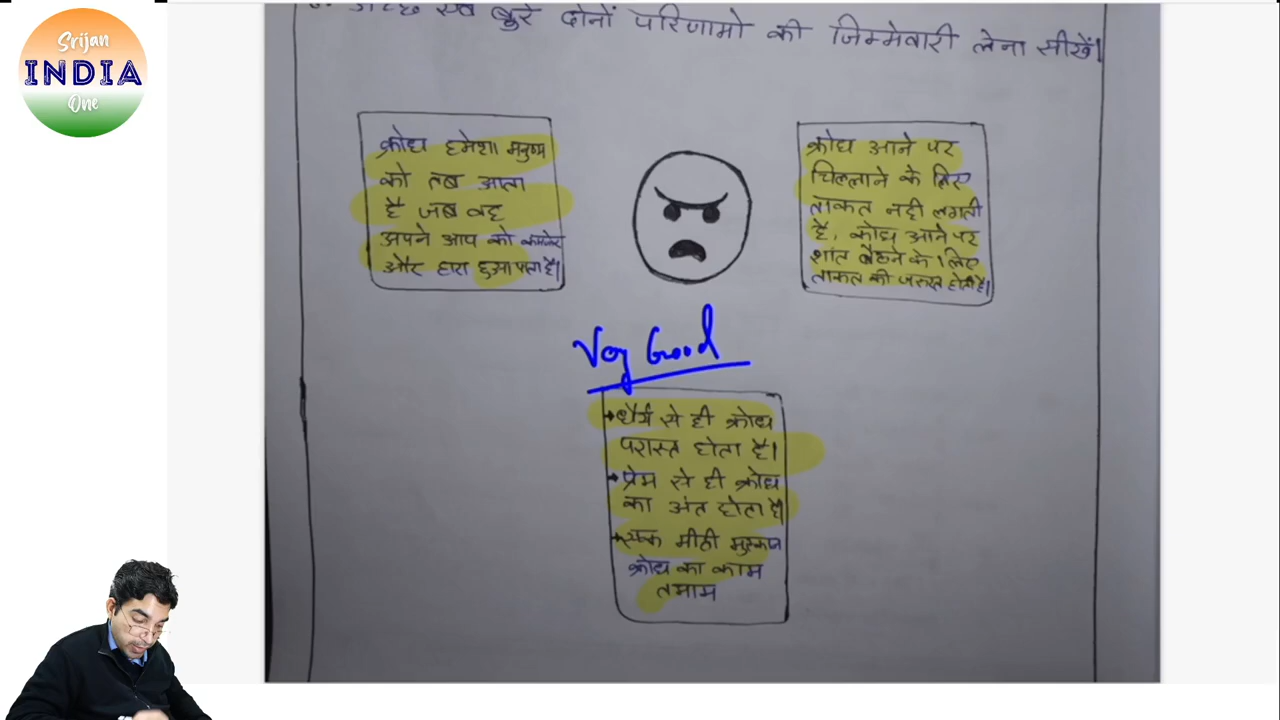 Srijan
INDIA
One
बुरे दोनों परिणामो की जिम्मेवारी लेना सीखें।
क्रोध हमेशा मनुष्य
को तब आता
है जब वह
अपने आप को कमजोर
और हारा हुआ पाता है।
क्रोध आने पर
चिल्लाने के लिए
ताकत नही लगती
है, क्रोध आने पर
शांत बैठने के लिए
ताकत की जरुरत होती है।
Very Good
→ धैर्य से ही क्रोध
परास्त होता है।
→ प्रेम से ही क्रोध
का अंत होता है।
→ एक मीठी मुस्कान
क्रोध का काम
तमाम